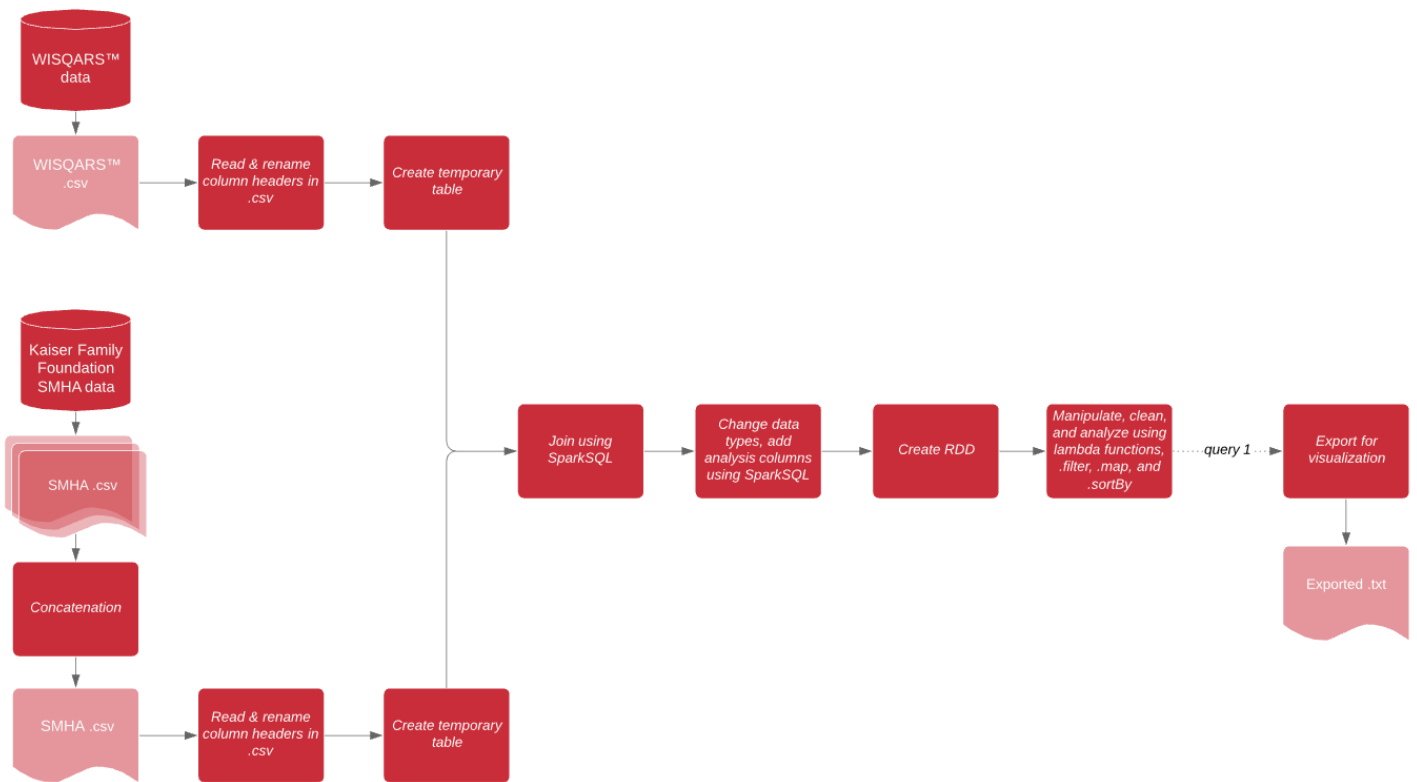 WISQARS™
data
WISQARS™
.csv
Read & rename
column headers in
.csv
Create temporary
table
Kaiser Family
Foundation
SMHA data
SMHA .csv
Concatenation
SMHA .csv
Read & rename
column headers in
.csv
Create temporary
table
Join using
SparkSQL
Change data
types, add
analysis columns
using SparkSQL
Create RDD
Manipulate, clean,
and analyze using
lambda functions,
.filter, .map, and
.sortBy
query 1
Export for
visualization
Exported .txt